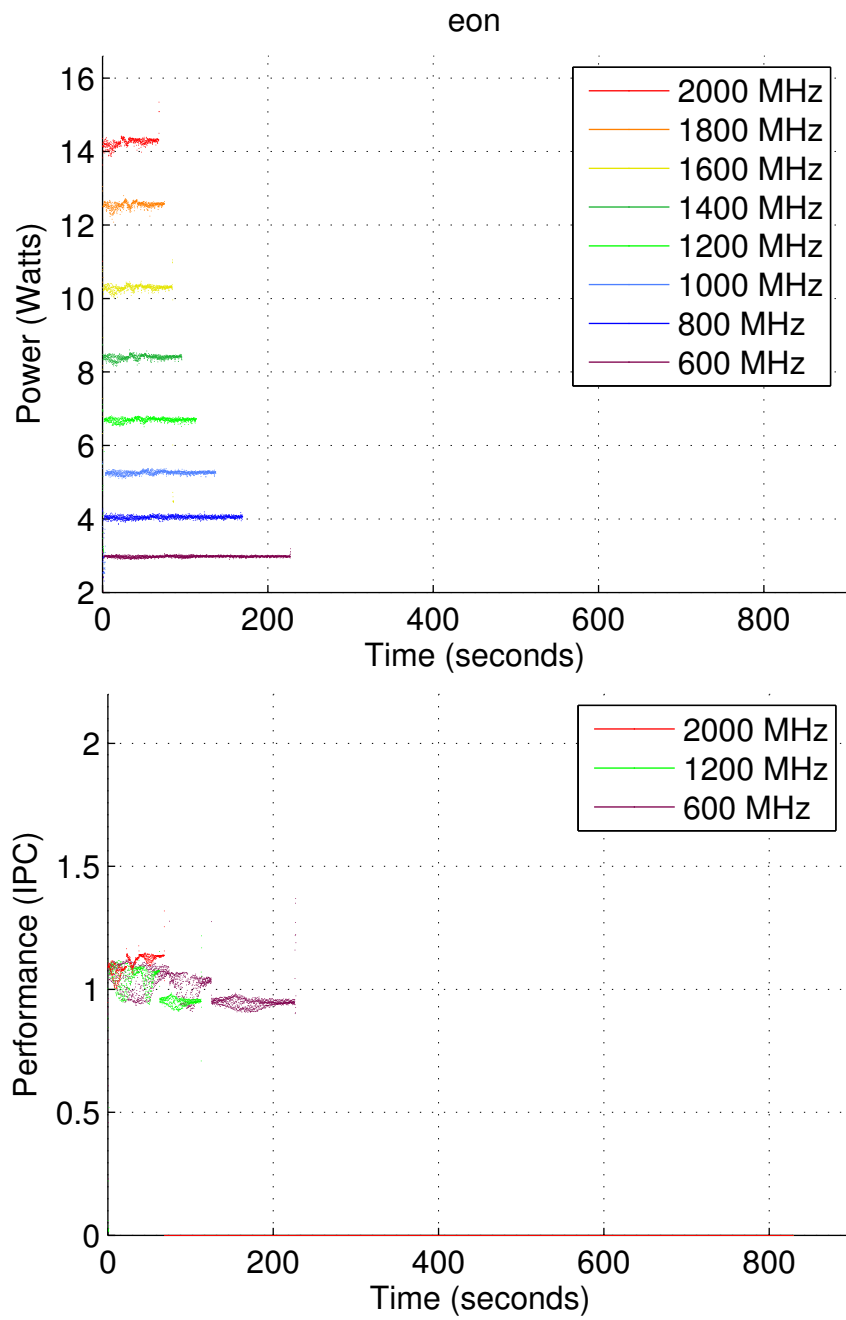 eon
16
14
12
10
8
6
4
2
Power (Watts)
2000 MHz
1800 MHz
1600 MHz
1400 MHz
1200 MHz
1000 MHz
800 MHz
600 MHz
0 200 400 600 800
Time (seconds)
2
1.5
1
0.5
0
Performance (IPC)
2000 MHz
1200 MHz
600 MHz
0 200 400 600 800
Time (seconds)